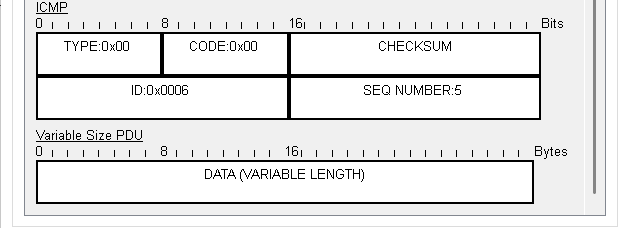 ICMP
0 8 16 Bits
TYPE:0x00 CODE:0x00 CHECKSUM
ID:0x0006 SEQ NUMBER:5
Variable Size PDU
0 8 16 Bytes
DATA (VARIABLE LENGTH)